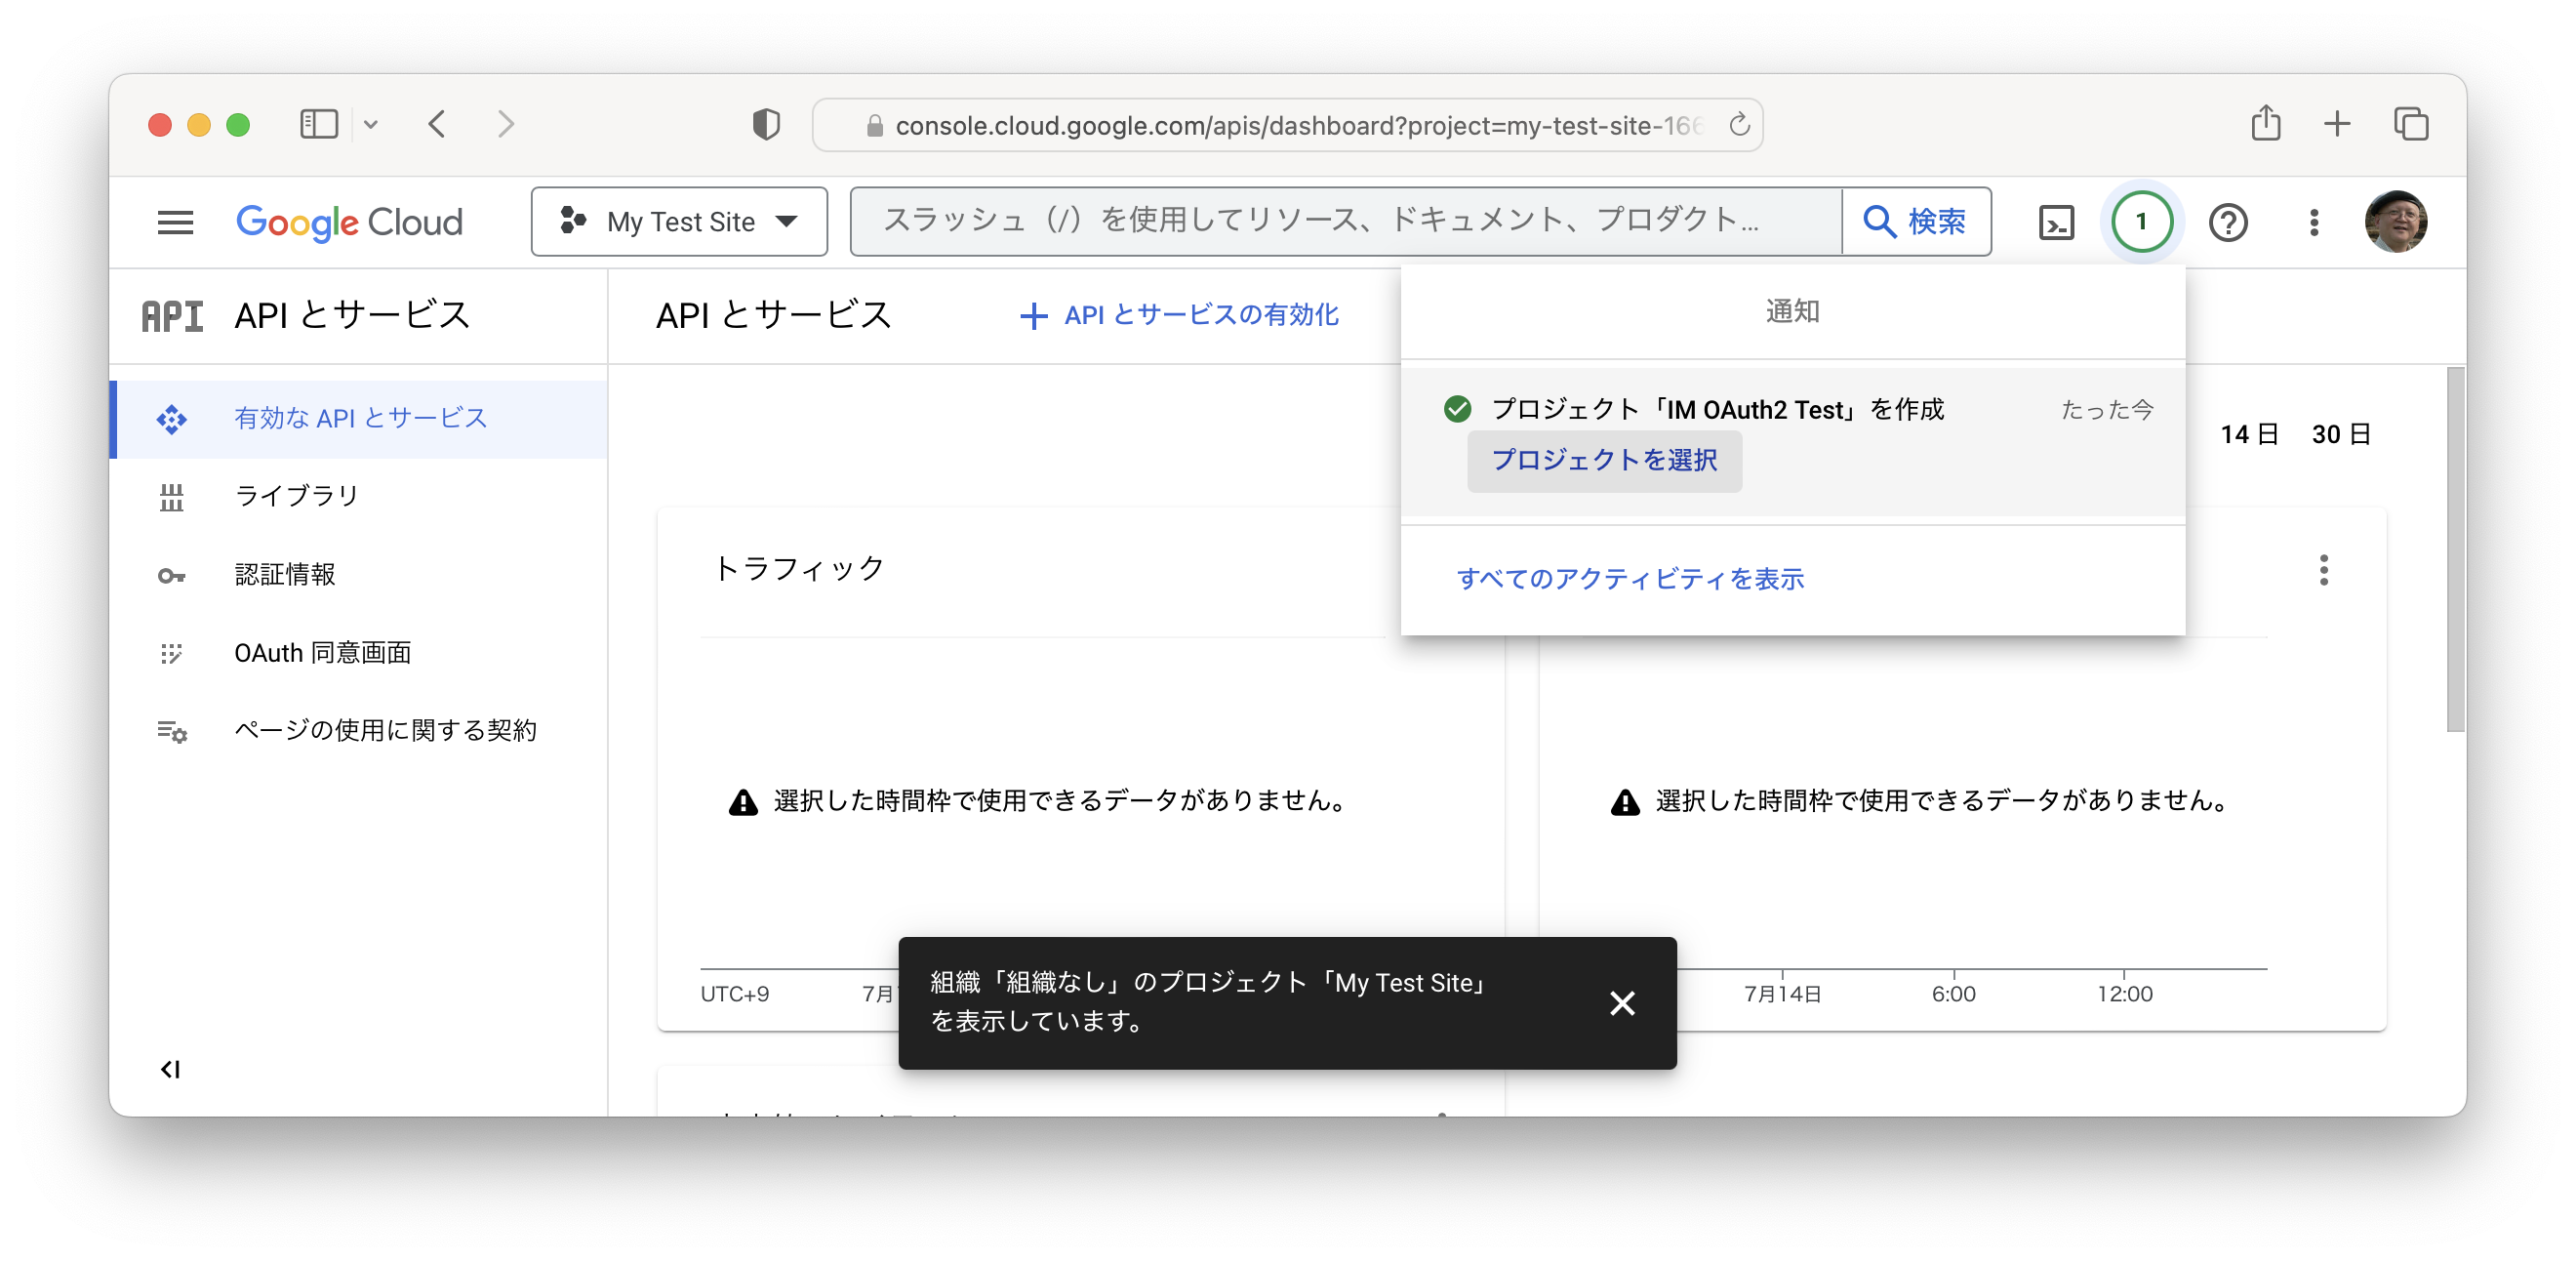 console.cloud.google.com/apis/dashboard?project=my-test-site-166
Google Cloud
My Test Site
スラッシュ（/）を使用してリソース、ドキュメント、プロダクト...
検索
1
API
API とサービス
API とサービス
API とサービスの有効化
通知
有効な API とサービス
ライブラリ
認証情報
OAuth 同意画面
ページの使用に関する契約
プロジェクト「IM OAuth2 Test」を作成
たった今
プロジェクトを選択
すべてのアクティビティを表示
14 日
30 日
トラフィック
選択した時間枠で使用できるデータがありません。
選択した時間枠で使用できるデータがありません。
UTC+9
7月
7月14日
6:00
12:00
組織「組織なし」のプロジェクト「My Test Site」
を表示しています。